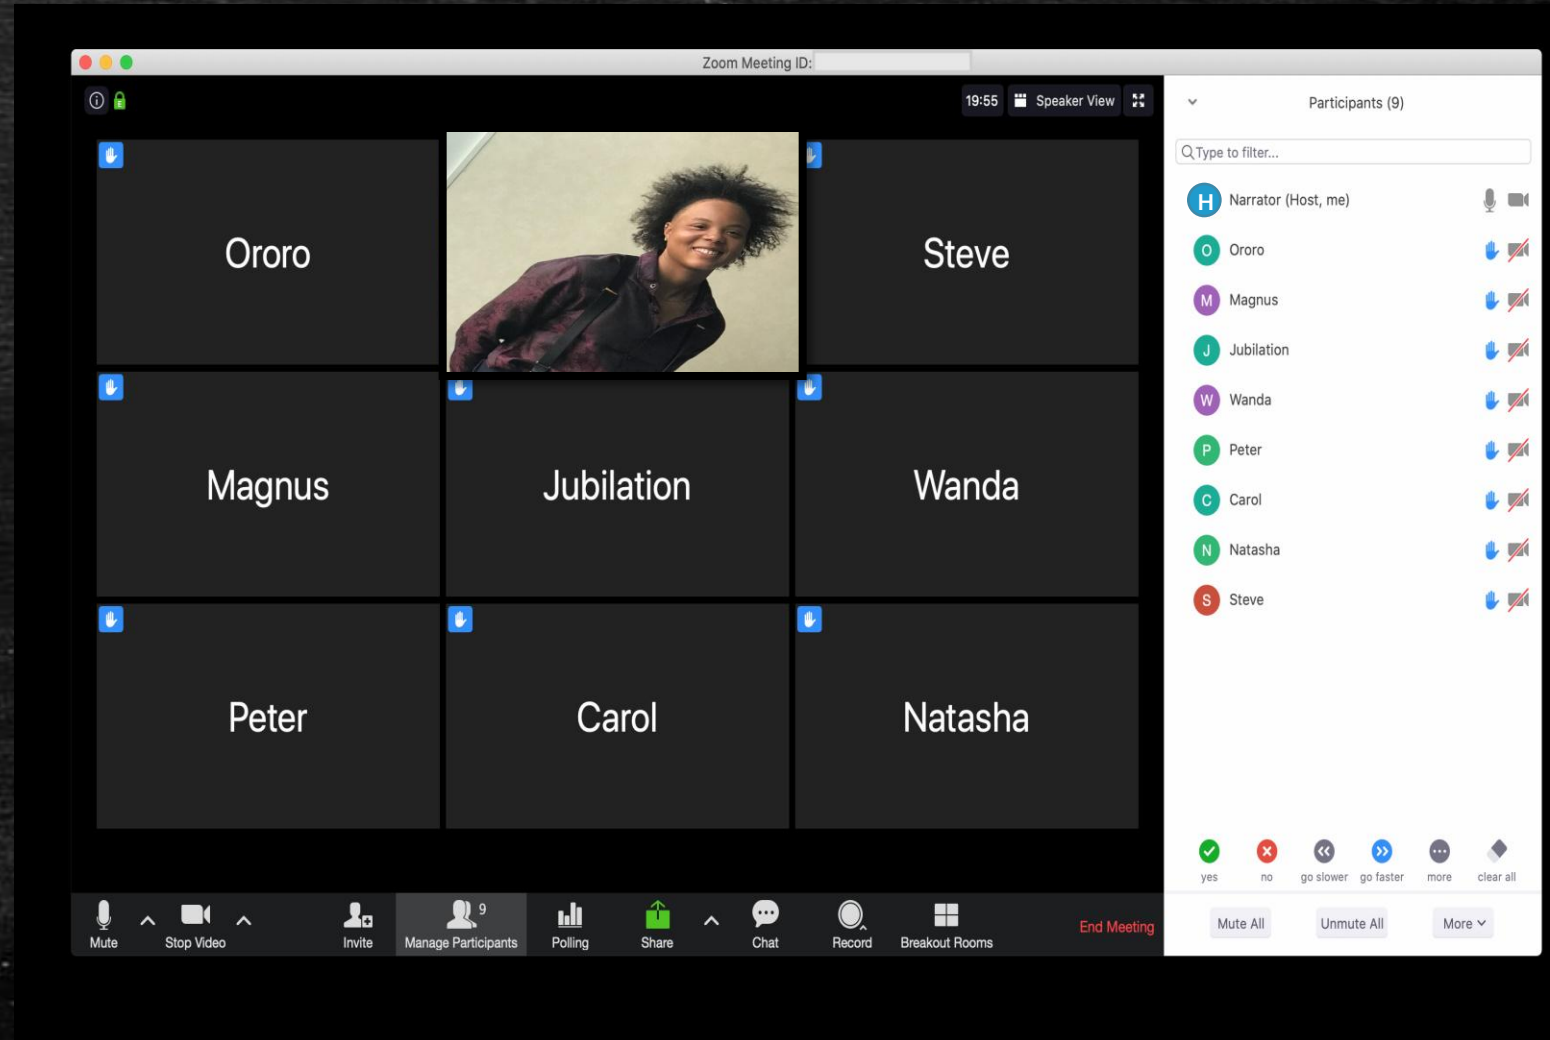 Zoom Meeting ID:
19:55 Speaker View
Ororo
Steve
Magnus
Jubilation
Wanda
Peter
Carol
Natasha
Mute
Stop Video
Invite
9
Manage Participants
Polling
Share
Chat
Record
Breakout Rooms
End Meeting
Participants (9)
Type to filter...
H Narrator (Host, me)
O Ororo
M Magnus
J Jubilation
W Wanda
P Peter
C Carol
N Natasha
S Steve
yes
no
go slower
go faster
more
clear all
Mute All
Unmute All
More